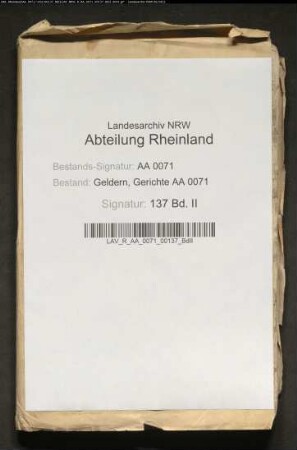 Landesarchiv NRW
Abteilung Rheinland
Bestands-Signatur: AA 0071
Bestand: Geldern, Gerichte AA 0071
Signatur: 137 Bd. II
LAV_R_AA_0071_00137_BdII